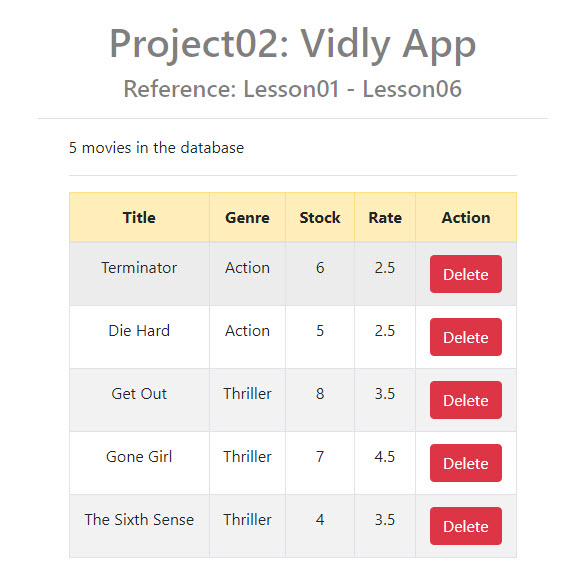 Project02: Vidly App
Reference: Lesson01 - Lesson06
5 movies in the database
Title Genre Stock Rate Action
Terminator Action 6 2.5 Delete
Die Hard Action 5 2.5 Delete
Get Out Thriller 8 3.5 Delete
Gone Girl Thriller 7 4.5 Delete
The Sixth Sense Thriller 4 3.5 Delete